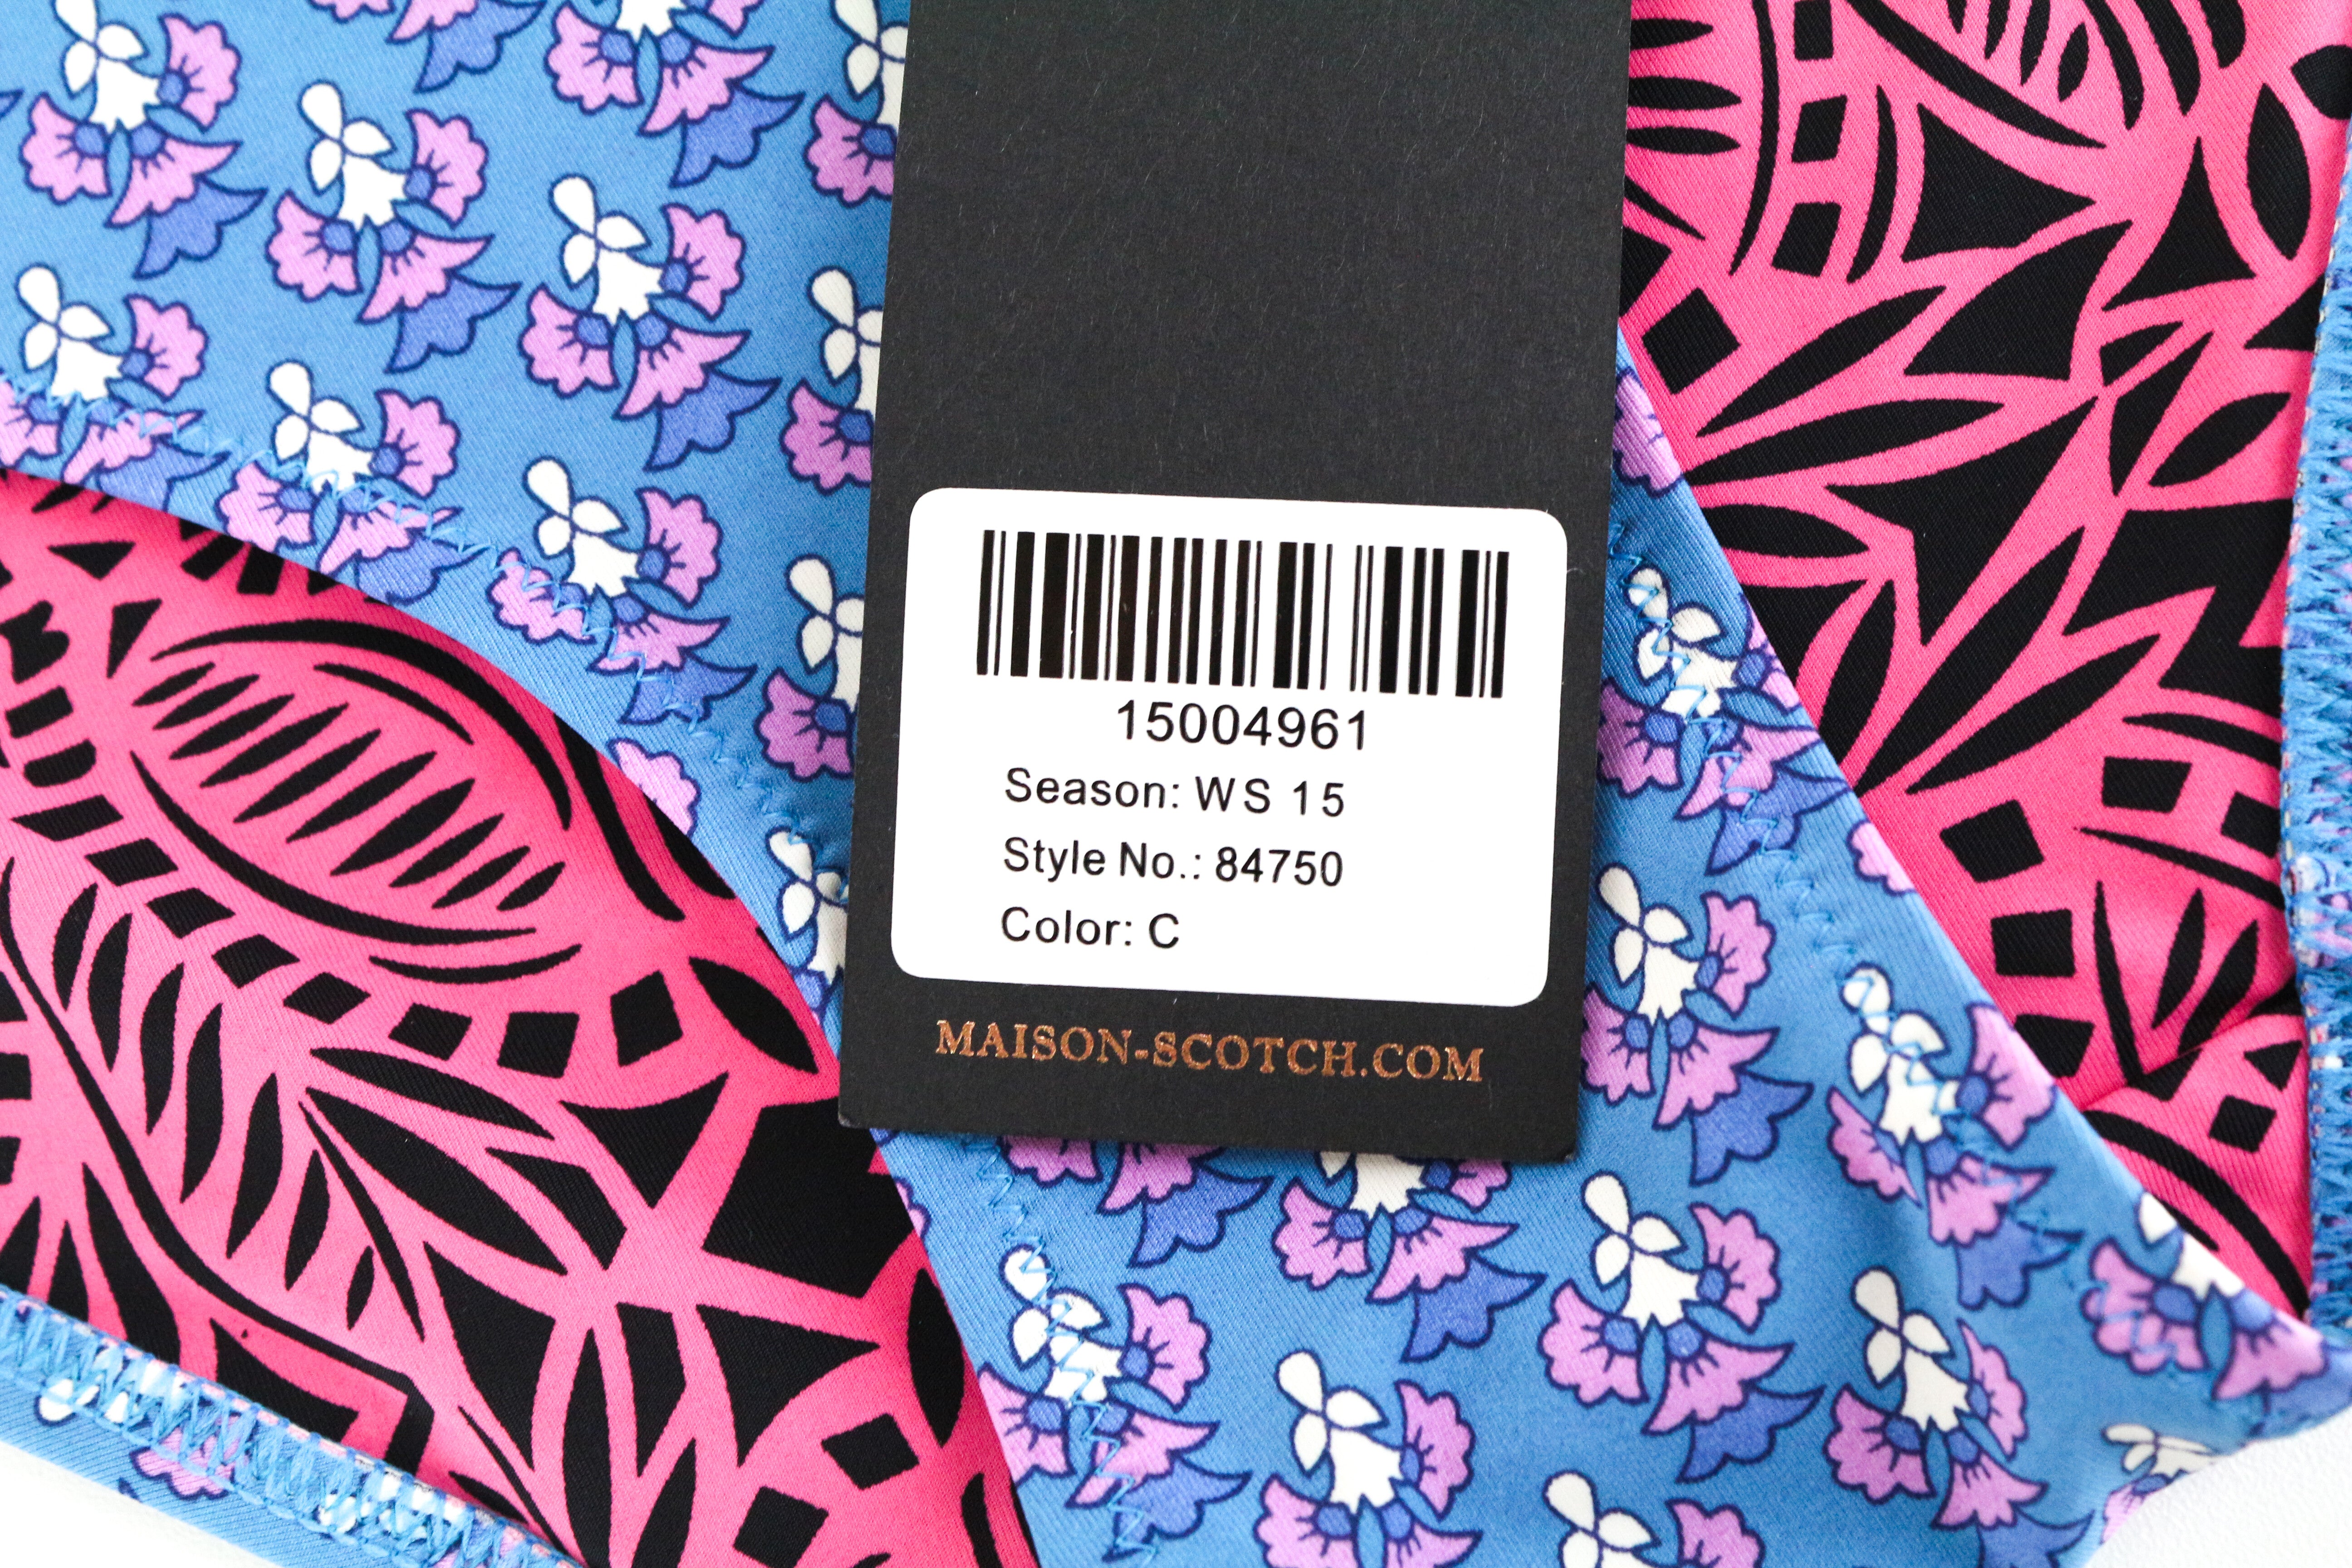 15004961
Season: WS 15
Style No.: 84750
Color: C
MAISON-SCOTCH.COM